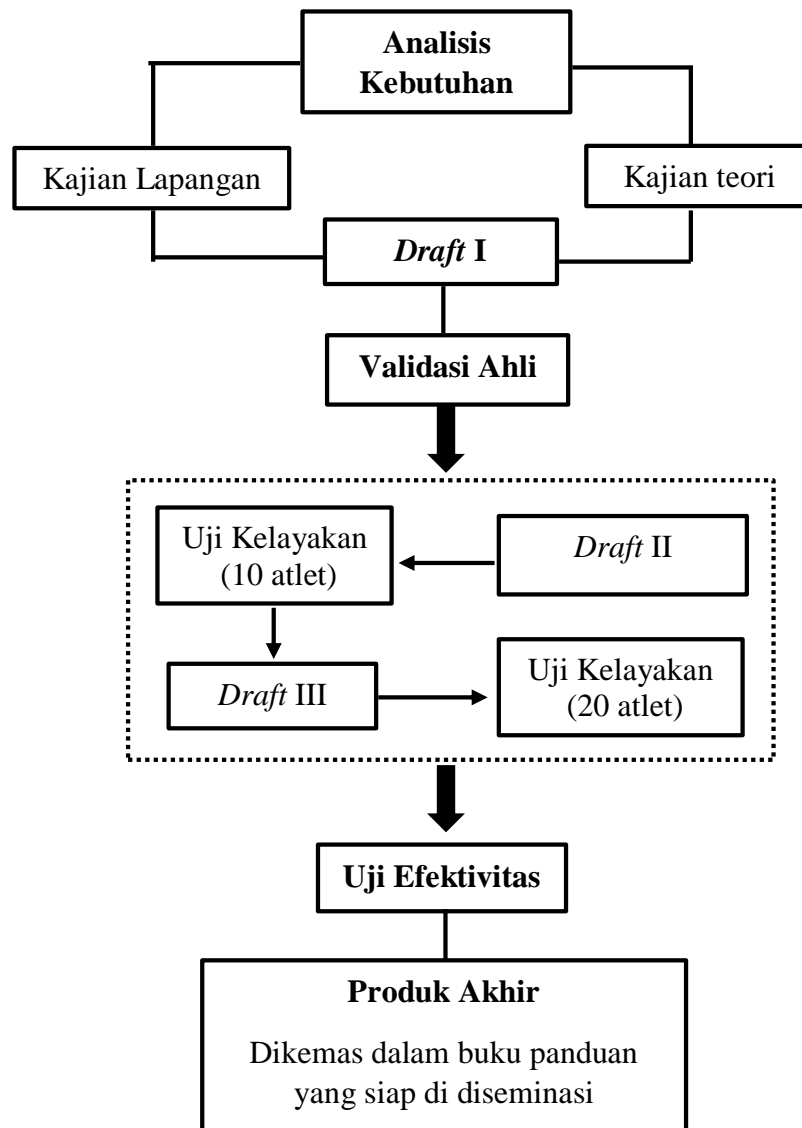 Analisis
Kebutuhan
Kajian Lapangan
Kajian teori
Draft I
Validasi Ahli
Uji Kelayakan
(10 atlet)
Draft II
Draft III
Uji Kelayakan
(20 atlet)
Uji Efektivitas
Produk Akhir
Dikemas dalam buku panduan
yang siap di diseminasi